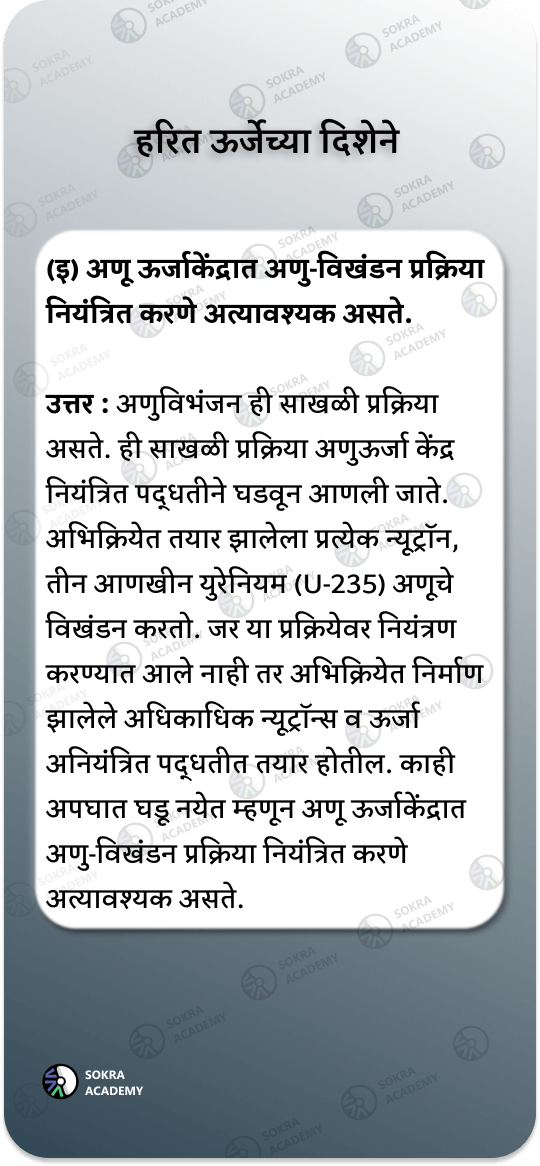 हरित ऊर्जेच्या दिशेने
(इ) अणू ऊर्जाकेंद्रात अणु-विखंडन प्रक्रिया
नियंत्रित करणे अत्यावश्यक असते.
उत्तर : अणुविभंजन ही साखळी प्रक्रिया
असते. ही साखळी प्रक्रिया अणुऊर्जा केंद्र
नियंत्रित पद्धतीने घडवून आणली जाते.
अभिक्रियेत तयार झालेला प्रत्येक न्यूट्रॉन,
तीन आणखीन युरेनियम (U-235) अणूचे
विखंडन करतो. जर या प्रक्रियेवर नियंत्रण
करण्यात आले नाही तर अभिक्रियेत निर्माण
झालेले अधिकाधिक न्यूट्रॉन्स व ऊर्जा
अनियंत्रित पद्धतीत तयार होतील. काही
अपघात घडू नयेत म्हणून अणू ऊर्जाकेंद्रात
अणु-विखंडन प्रक्रिया नियंत्रित करणे
अत्यावश्यक असते.
SOKRA
ACADEMY